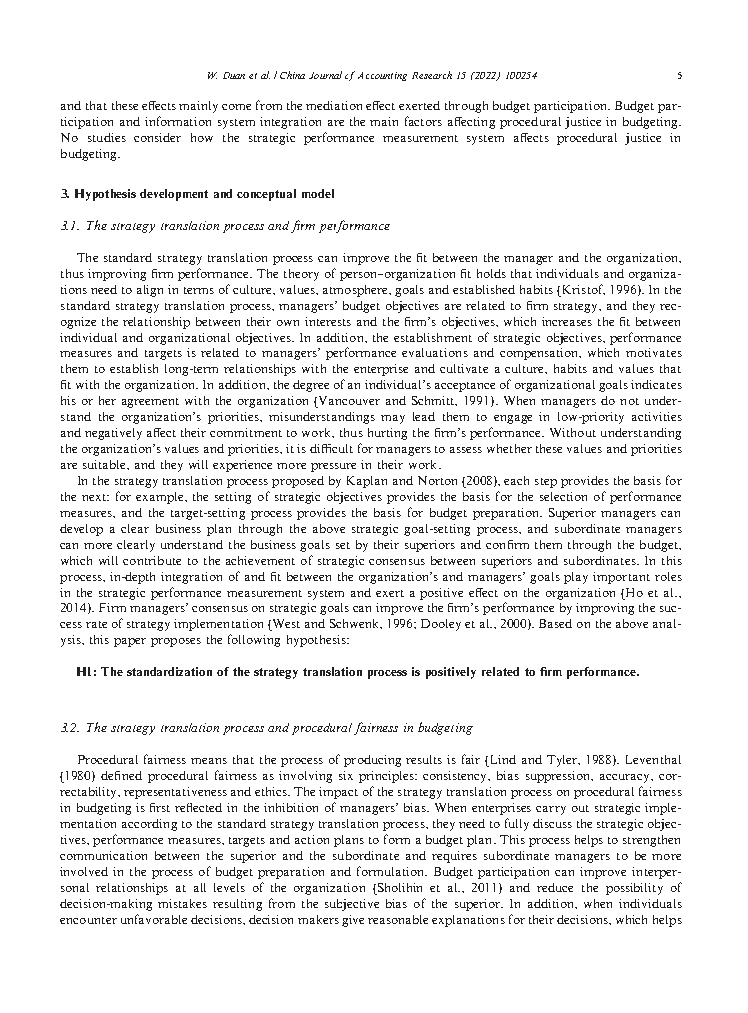 W. Duan et al. / China Journal of Accounting Research 15 (2022) 100254 5
and that these effects mainly come from the mediation effect exerted through budget participation. Budget par-
ticipation and information system integration are the main factors affecting procedural justice in budgeting.
No studies consider how the strategic performance measurement system affects procedural justice in
budgeting.
3. Hypothesis development and conceptual model
3.1. The strategy translation process and firm performance
The standard strategy translation process can improve the fit between the manager and the organization,
thus improving firm performance. The theory of person–organization fit holds that individuals and organiza-
tions need to align in terms of culture, values, atmosphere, goals and established habits (Kristof, 1996). In the
standard strategy translation process, managers' budget objectives are related to firm strategy, and they rec-
ognize the relationship between their own interests and the firm's objectives, which increases the fit between
individual and organizational objectives. In addition, the establishment of strategic objectives, performance
measures and targets is related to managers' performance evaluations and compensation, which motivates
them to establish long-term relationships with the enterprise and cultivate a culture, habits and values that
fit with the organization. In addition, the degree of an individual's acceptance of organizational goals indicates
his or her agreement with the organization (Vancouver and Schmitt, 1991). When managers do not under-
stand the organization's priorities, misunderstandings may lead them to engage in low-priority activities
and negatively affect their commitment to work, thus hurting the firm's performance. Without understanding
the organization's values and priorities, it is difficult for managers to assess whether these values and priorities
are suitable, and they will experience more pressure in their work.
In the strategy translation process proposed by Kaplan and Norton (2008), each step provides the basis for
the next: for example, the setting of strategic objectives provides the basis for the selection of performance
measures, and the target-setting process provides the basis for budget preparation. Superior managers can
develop a clear business plan through the above strategic goal-setting process, and subordinate managers
can more clearly understand the business goals set by their superiors and confirm them through the budget,
which will contribute to the achievement of strategic consensus between superiors and subordinates. In this
process, in-depth integration of and fit between the organization's and managers' goals play important roles
in the strategic performance measurement system and exert a positive effect on the organization (Ho et al.,
2014). Firm managers' consensus on strategic goals can improve the firm's performance by improving the suc-
cess rate of strategy implementation (West and Schwenk, 1996; Dooley et al., 2000). Based on the above anal-
ysis, this paper proposes the following hypothesis:
H1: The standardization of the strategy translation process is positively related to firm performance.
3.2. The strategy translation process and procedural fairness in budgeting
Procedural fairness means that the process of producing results is fair (Lind and Tyler, 1988). Leventhal
(1980) defined procedural fairness as involving six principles: consistency, bias suppression, accuracy, cor-
rectability, representativeness and ethics. The impact of the strategy translation process on procedural fairness
in budgeting is first reflected in the inhibition of managers' bias. When enterprises carry out strategic imple-
mentation according to the standard strategy translation process, they need to fully discuss the strategic objec-
tives, performance measures, targets and action plans to form a budget plan. This process helps to strengthen
communication between the superior and the subordinate and requires subordinate managers to be more
involved in the process of budget preparation and formulation. Budget participation can improve interper-
sonal relationships at all levels of the organization (Sholihin et al., 2011) and reduce the possibility of
decision-making mistakes resulting from the subjective bias of the superior. In addition, when individuals
encounter unfavorable decisions, decision makers give reasonable explanations for their decisions, which helps